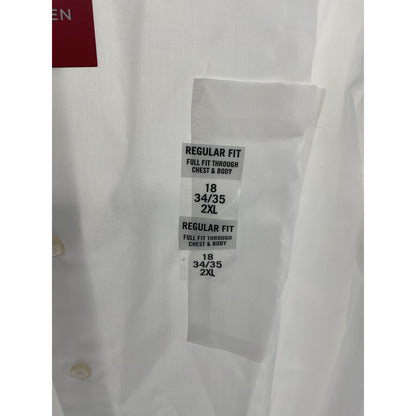 EN
REGULAR FIT
FULL FIT THROUGH
CHEST & BODY
18
34/35
2XL
REGULAR FIT
FULL FIT THROUGH
CHEST & BODY
18
34/35
2XL